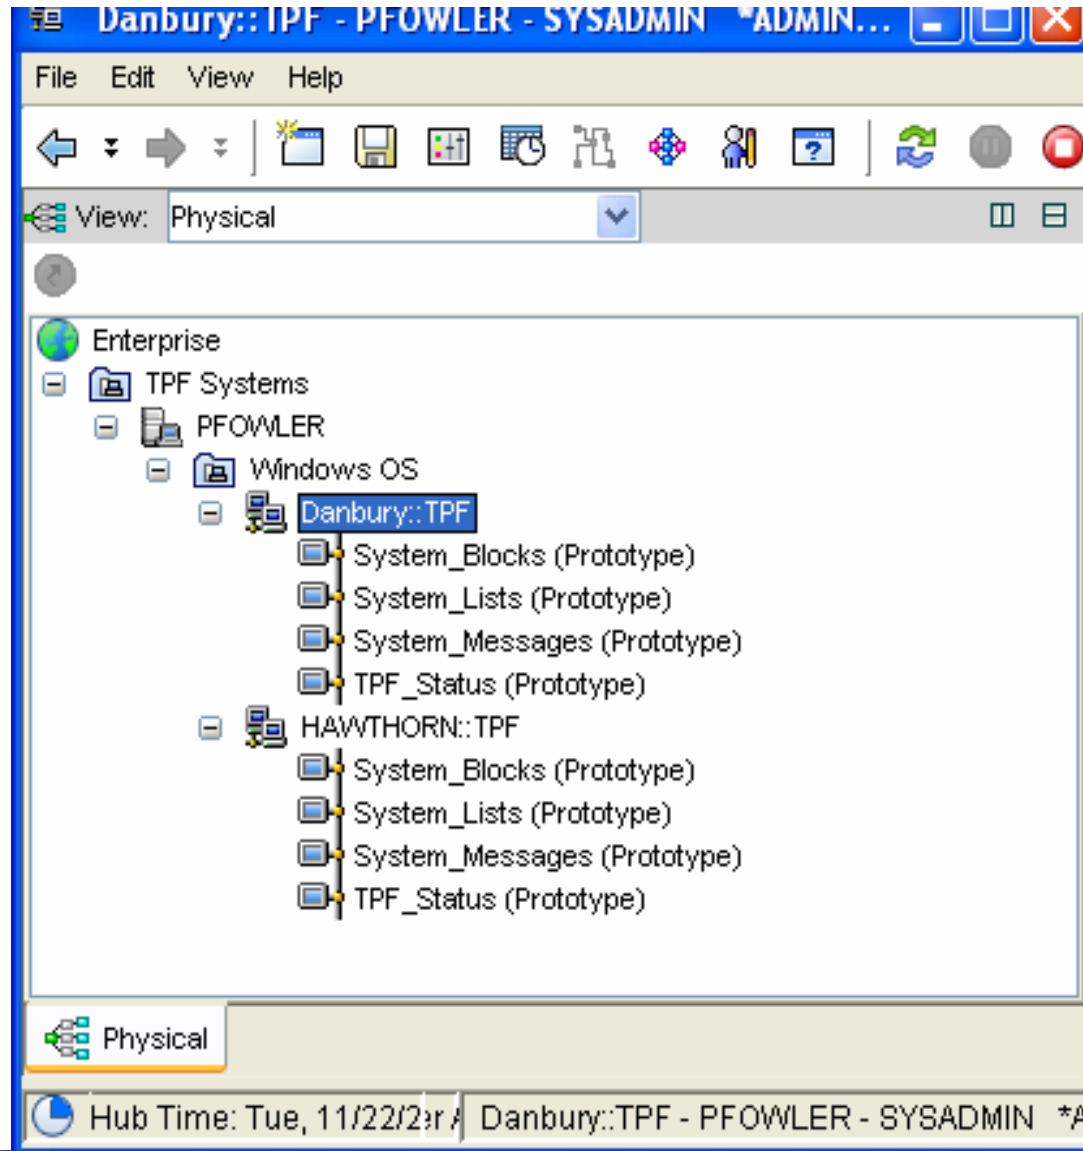 Danbury::TPF - PFOWLER - SYSADMIN *ADMIN...
File Edit View Help
View: Physical
Enterprise
TPF Systems
PFOWLER
Windows OS
Danbury::TPF
System_Blocks (Prototype)
System_Lists (Prototype)
System_Messages (Prototype)
TPF_Status (Prototype)
HAWTHORN::TPF
System_Blocks (Prototype)
System_Lists (Prototype)
System_Messages (Prototype)
TPF_Status (Prototype)
Physical
Hub Time: Tue, 11/22/2 Danbury::TPF - PFOWLER - SYSADMIN *A